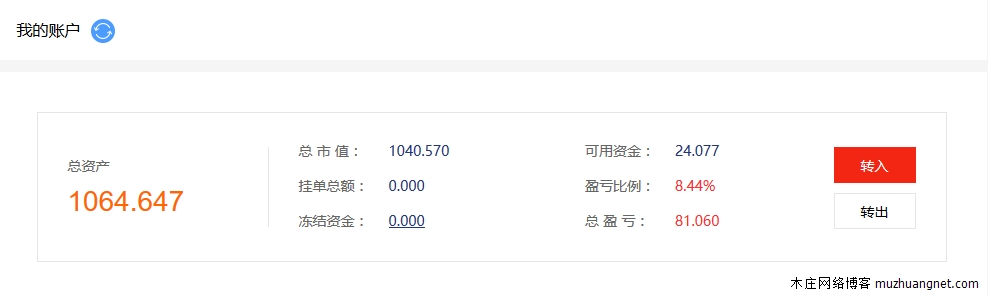 我的账户
总资产
1064.647
总 市 值： 1040.570
挂单总额： 0.000
冻结资金： 0.000
可用资金： 24.077
盈亏比例： 8.44%
总 盈 亏： 81.060
转入
转出
木庄网络博客 muzhuangnet.com